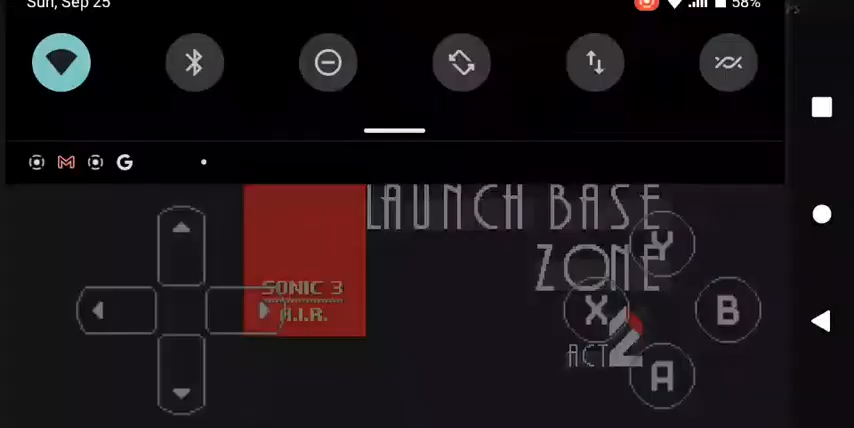 Sun, Sep 25
58%
G
LAUNCH BASE
ZONE
SONIC 3
A.I.R.
ACT 2
Y
X
B
A